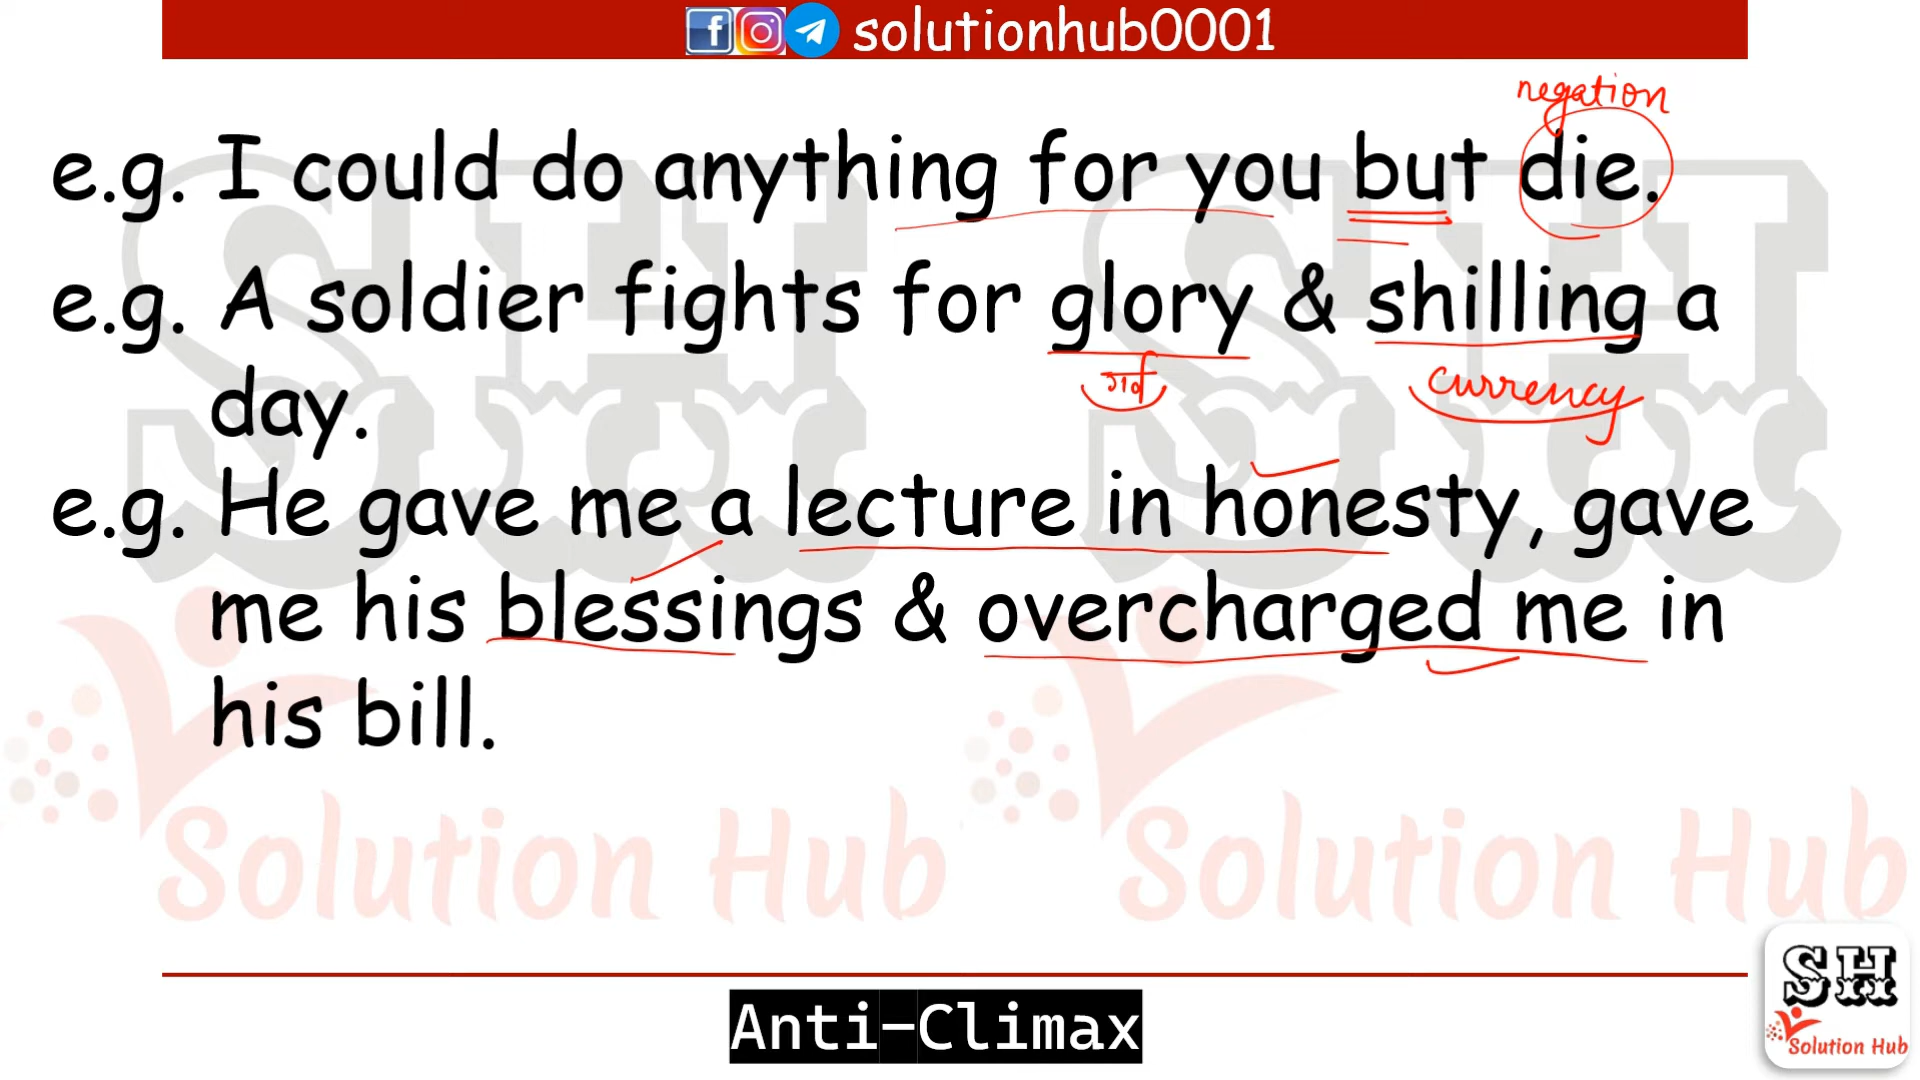 solutionhub0001
negation
e.g. I could do anything for you but die.
e.g. A soldier fights for glory & shilling a
गर्व
currency
day.
e.g. He gave me a lecture in honesty, gave
me his blessings & overcharged me in
his bill.
SH SH
Solution Hub Solution Hub
Anti-Climax
SH
Solution Hub